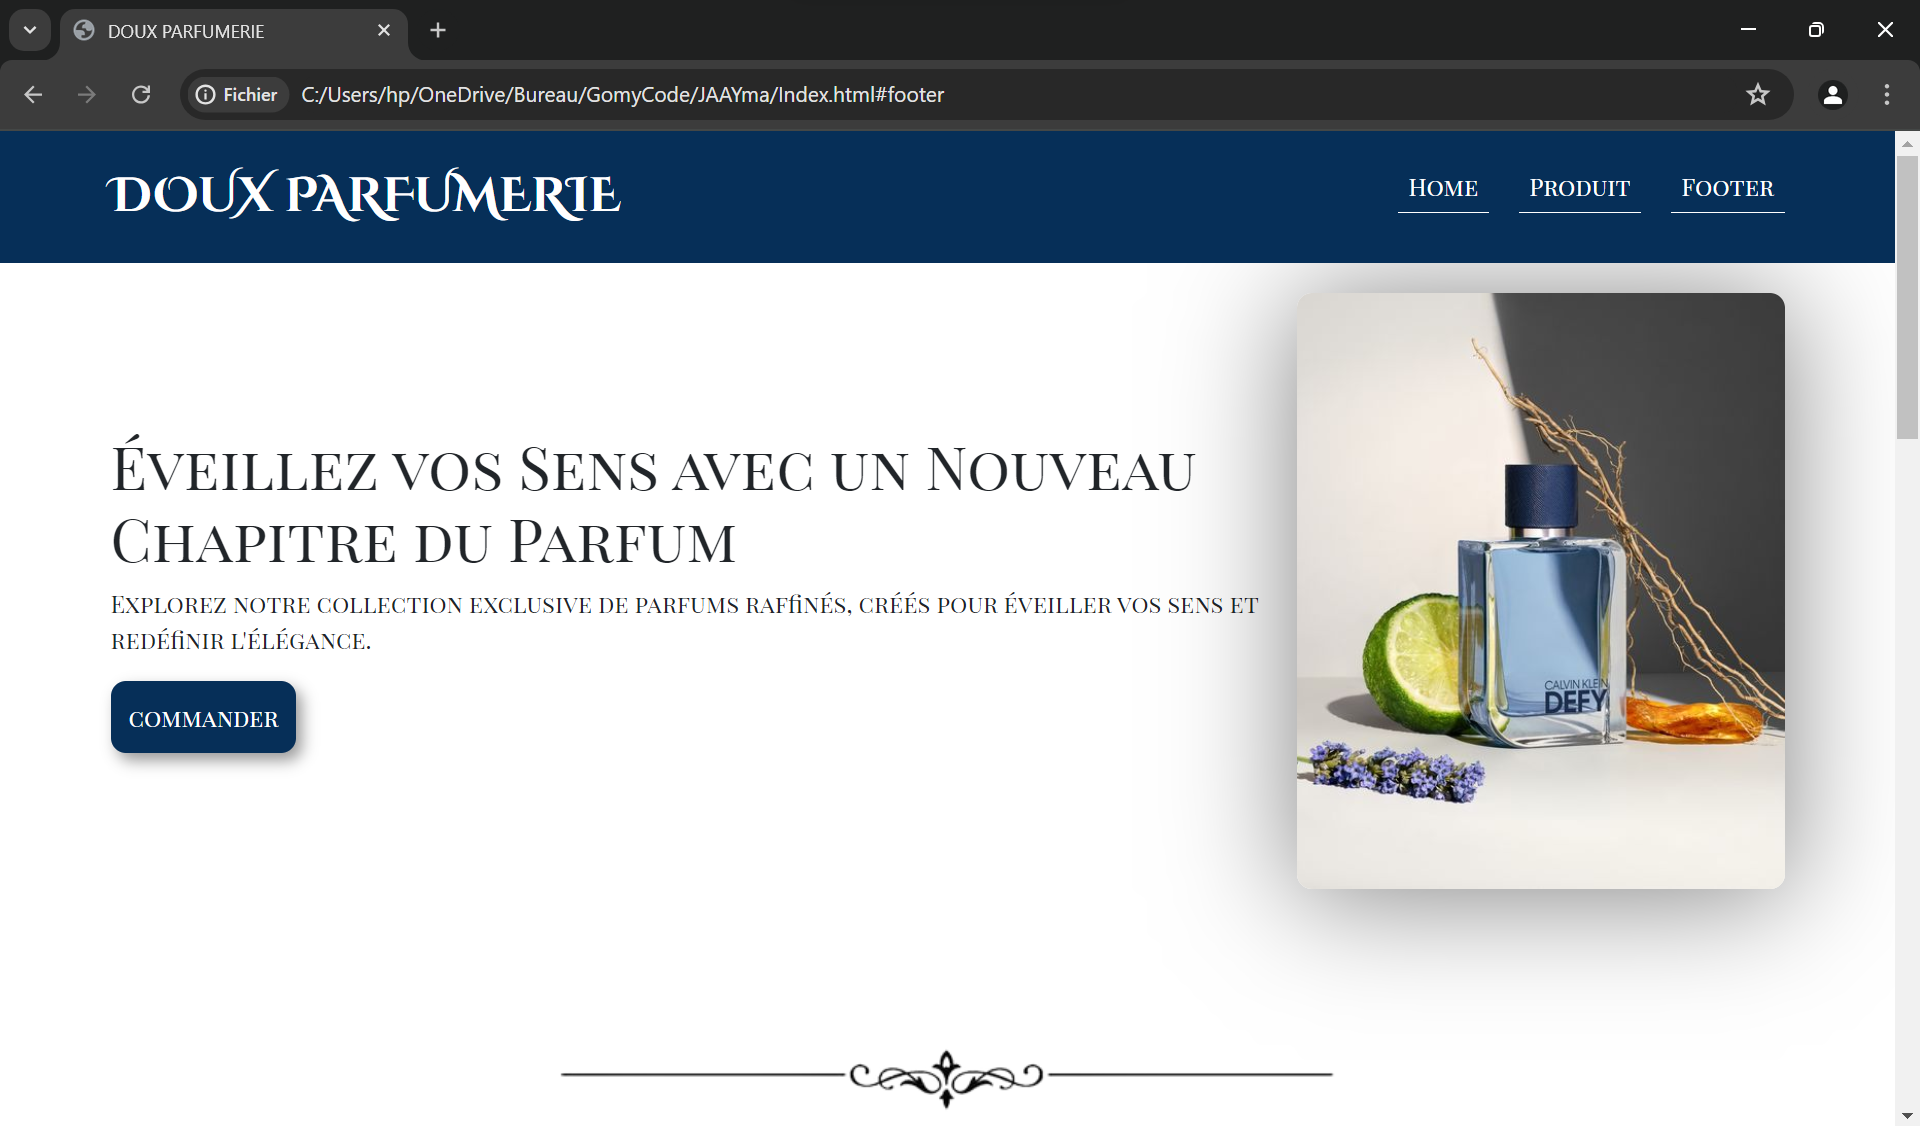 DOUX PARFUMERIE
Fichier
C:/Users/hp/OneDrive/Bureau/GomyCode/JAAYma/Index.html#footer
DOUX PARFUMERIE
Home
Produit
Footer
Éveillez vos Sens avec un Nouveau
Chapitre du Parfum
Explorez notre collection exclusive de parfums raffinés, créés pour éveiller vos sens et
redéfinir l'élégance.
commander
CALVIN KLEIN
DEFY